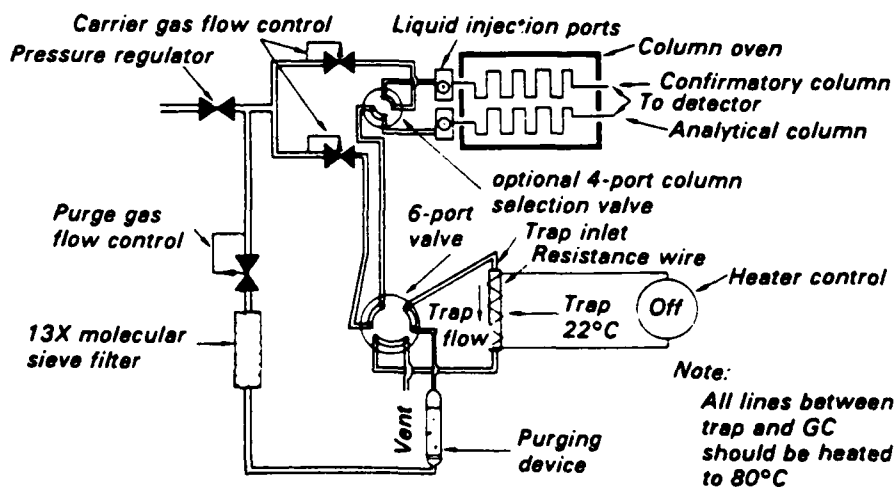 Carrier gas flow control
Pressure regulator
Liquid injection ports
Column oven
Confirmatory column
To detector
Analytical column
optional 4-port column
selection valve
6-port
valve
Purge gas
flow control
Trap inlet
Resistance wire
Heater control
Trap
flow
Trap
22°C
Off
13X molecular
sieve filter
Vent
Purging
device
Note:
All lines between
trap and GC
should be heated
to 80°C